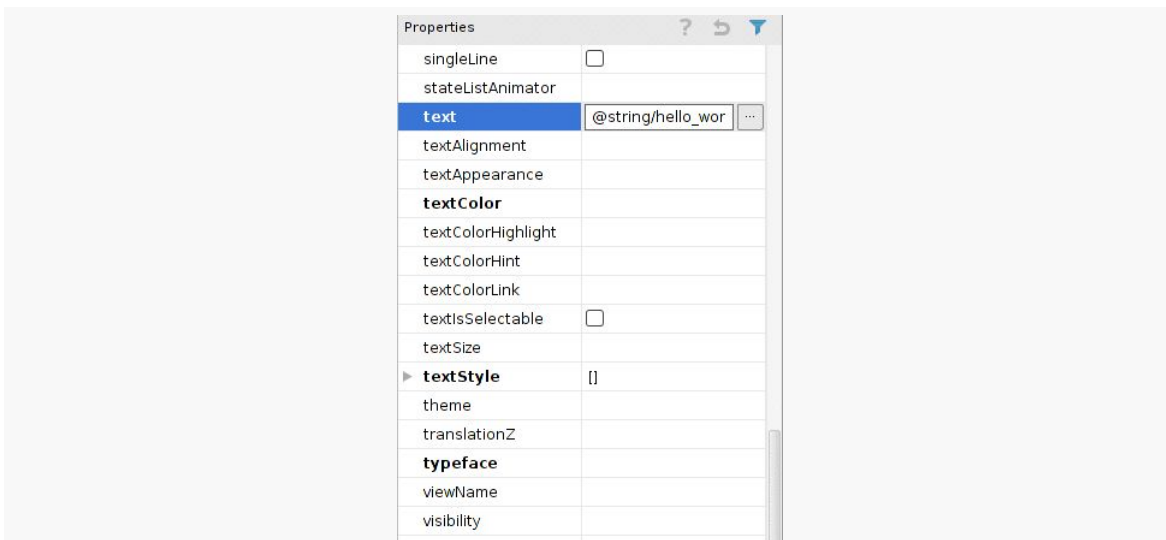 Properties ?
singleLine
stateListAnimator
text @string/hello_wor ...
textAlignment
textAppearance
textColor
textColorHighlight
textColorHint
textColorLink
textIsSelectable
textSize
textStyle []
theme
translationZ
typeface
viewName
visibility